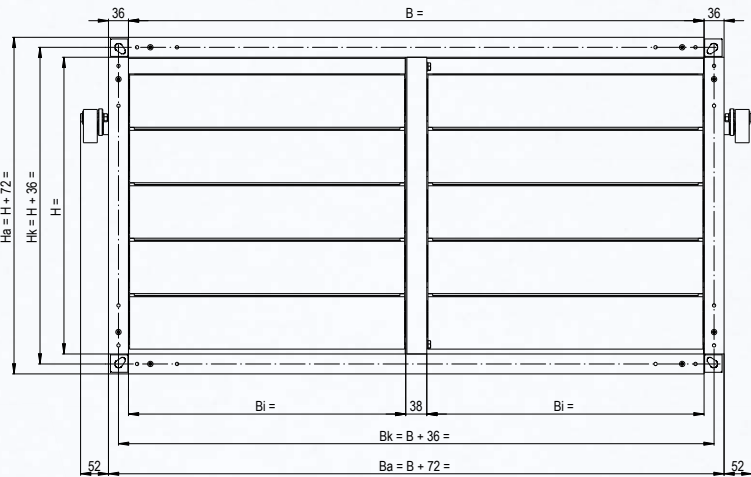 36
B =
36
Ha = H + 72 =
Hk = H + 36 =
H =
Bi =
38
Bi =
Bk = B + 36 =
52
Ba = B + 72 =
52